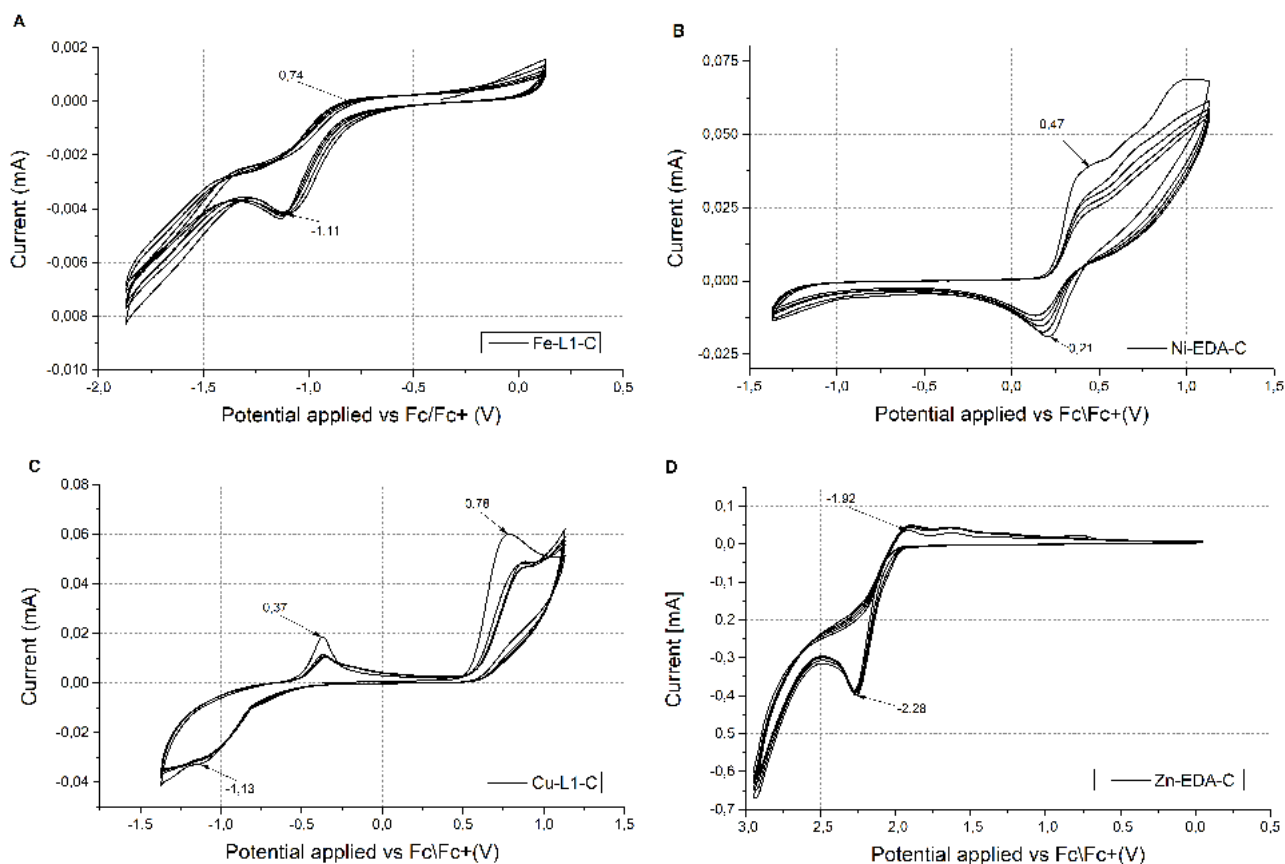 A
0,002
0,000
-0,002
-0,004
-0,006
0,008
-0,010
Current (mA)
0,74
-1.11
Fe-L1-C
-2,0 -1,5 -1,0 -0,5 0,0 0,5
Potential applied vs Fc/Fc+ (V)
B
0,075
0,050
0,025
0,000
-0,025
Current (mA)
0,47
0,21
Ni-EDA-C
-1,5 -1,0 -0,5 0,0 0,5 1,0 1,5
Potential applied vs Fc\Fc+(V)
C
0.08
0.06
0.04
0.02
0.00
0.02
-0,04
Current (mA)
0.78
0,37
-1,13
Cu-L1-C
-1,5 -1,0 -0,5 0,0 0,5 1,0 1,5
Potential applied vs Fc\Fc+(V)
D
0,1
0,0
-0,1
0,2
-0,3
-0,4
0,5
-0,6
-0,7
Current [mA]
-1.92
-2.28
Zn-EDA-C
3,0 2,5 2,0 1,5 1,0 0,5 0,0 0,5
Potential applied vs Fc\Fc+(V)